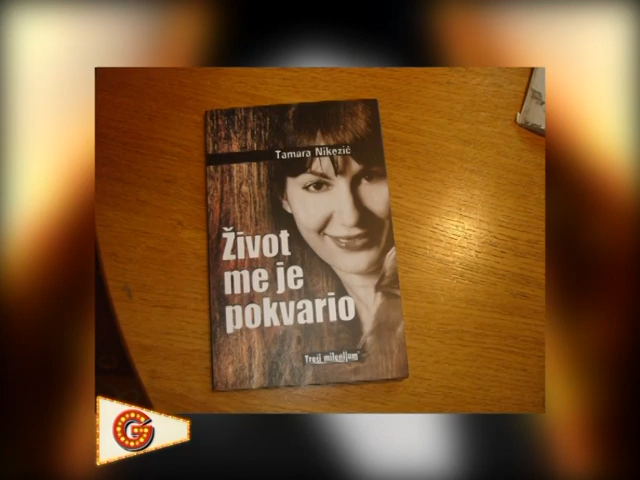 Tamara Nikezić
Život
me je
pokvario
Treći milenijum
G